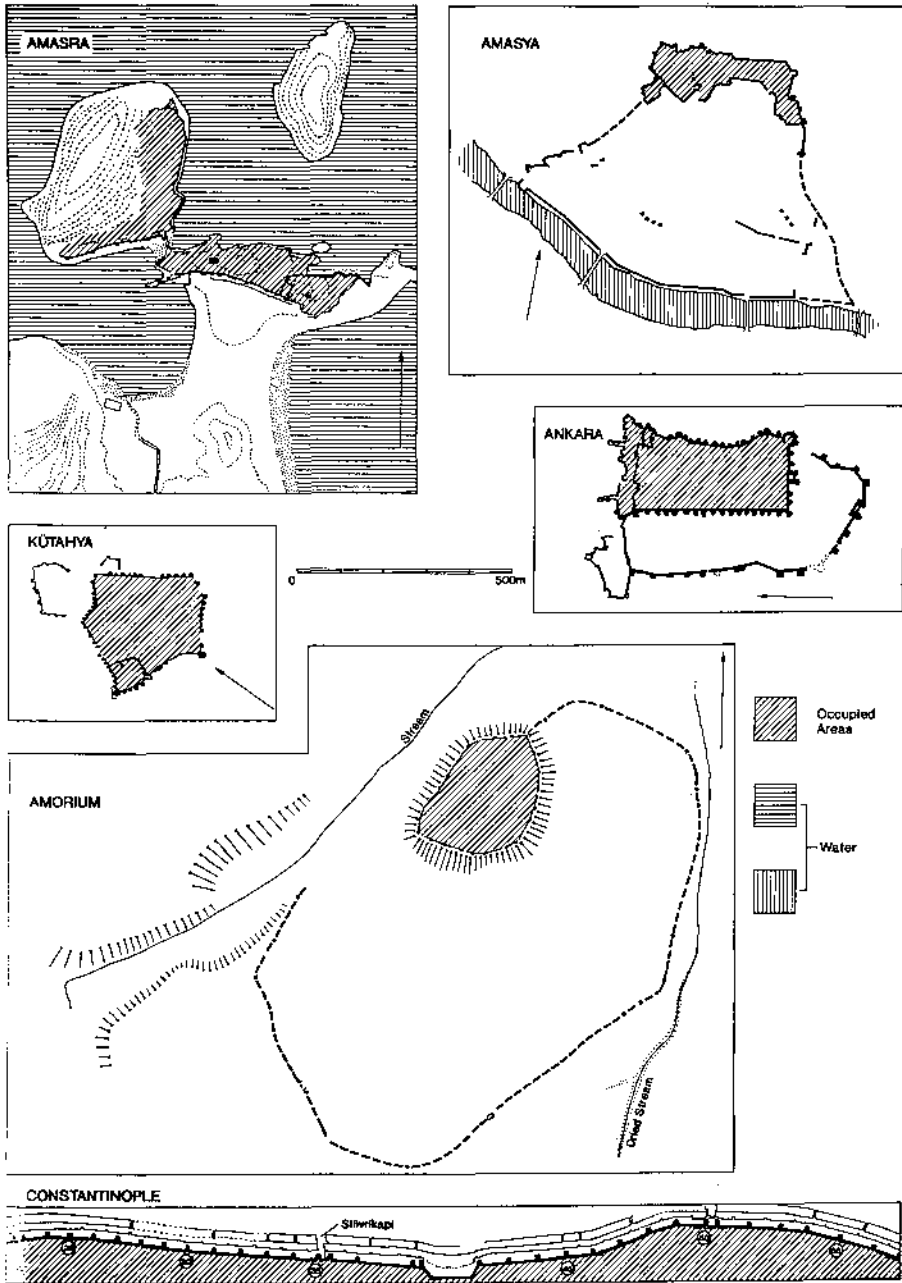 AMASRA
AMASYA
ANKARA
KÜTAHYA
0
500m
Stream
Occupied
Areas
AMORIUM
Water
Dried Stream
CONSTANTINOPLE
Silivrikapi